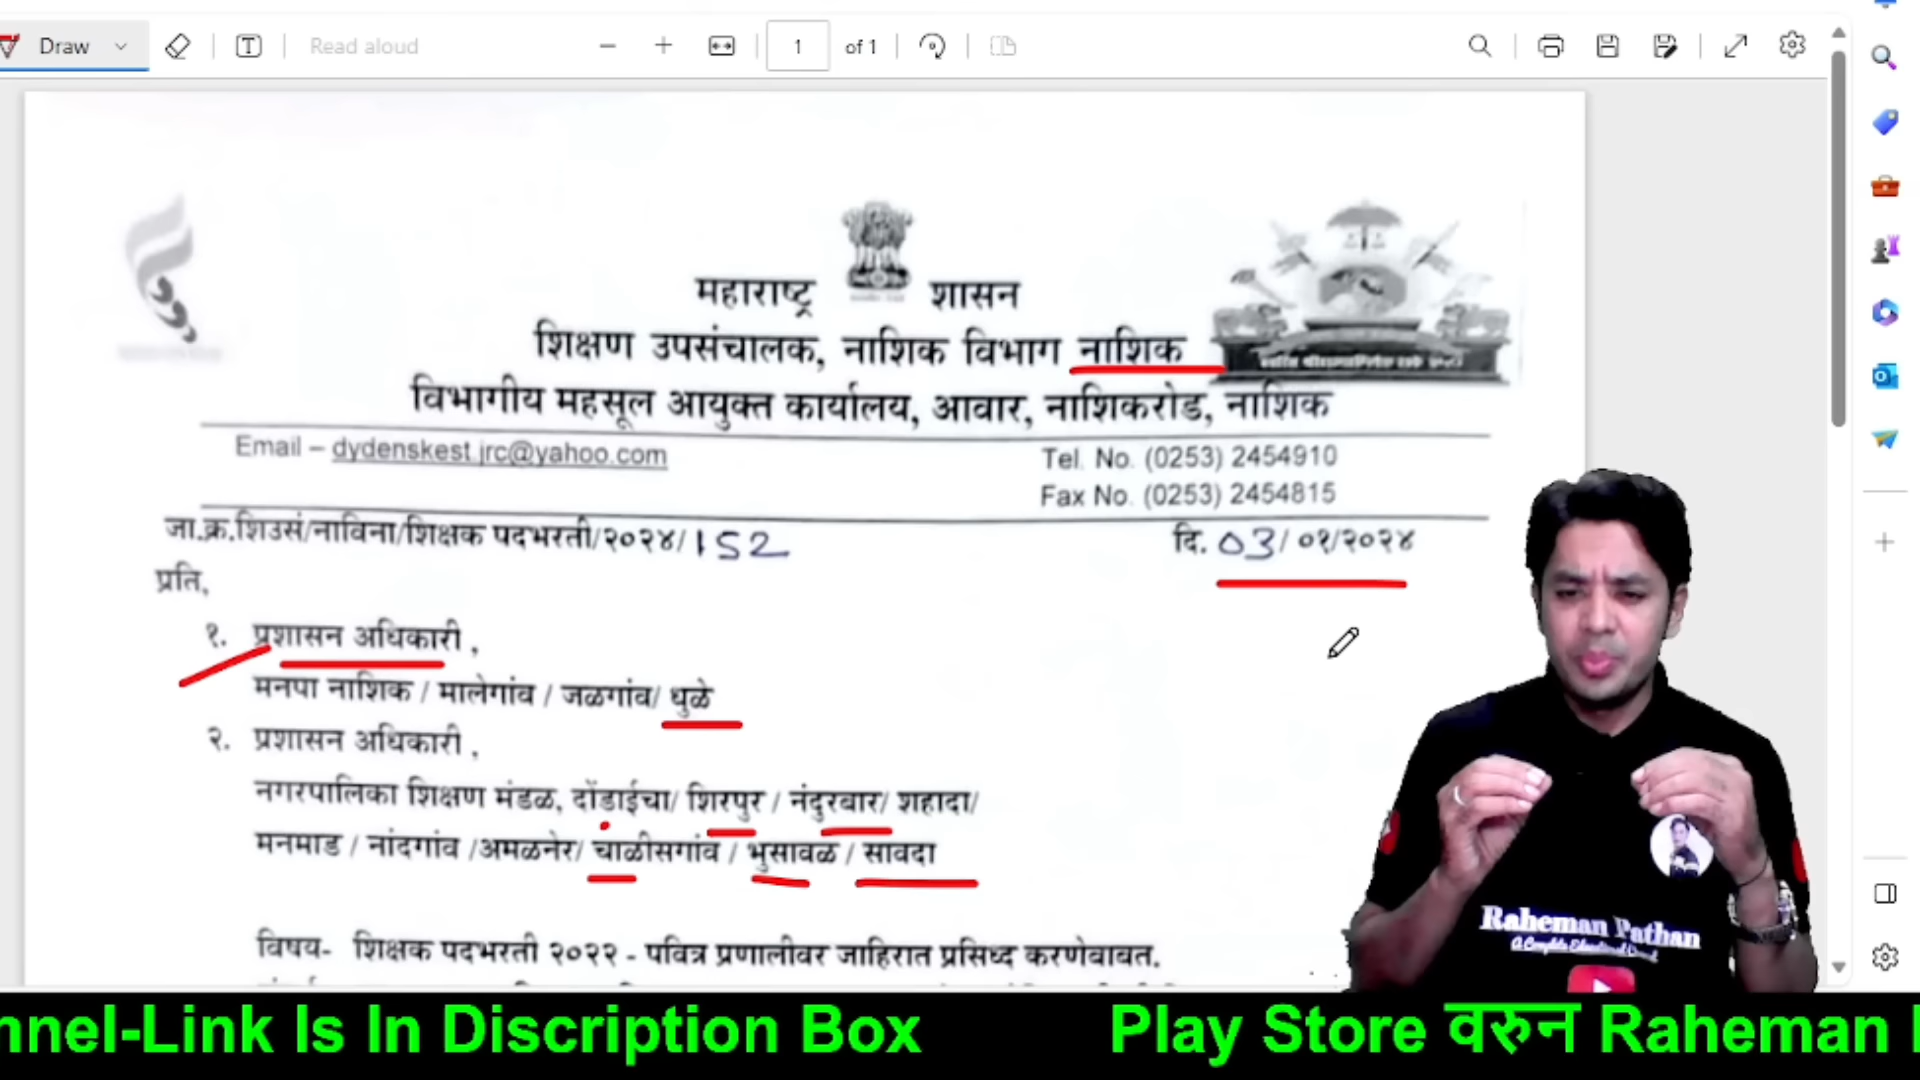 Draw
Read aloud
1 of 1
महाराष्ट्र शासन
शिक्षण उपसंचालक, नाशिक विभाग नाशिक
विभागीय महसूल आयुक्त कार्यालय, आवार, नाशिकरोड, नाशिक
Email – dydenskest.jrc@yahoo.com
Tel. No. (0253) 2454910
Fax No. (0253) 2454815
जा.क्र.शिउसं/नाविना/शिक्षक पदभरती/२०२४/152
दि. 03/०१/२०२४
प्रति,
१. प्रशासन अधिकारी ,
मनपा नाशिक / मालेगांव / जळगांव/ धुळे
२. प्रशासन अधिकारी ,
नगरपालिका शिक्षण मंडळ, दोंडाईचा/ शिरपुर / नंदुरबार/ शहादा/
मनमाड / नांदगांव /अमळनेर/ चाळीसगांव / भुसावळ / सावदा
विषय- शिक्षक पदभरती २०२२ - पवित्र प्रणालीवर जाहिरात प्रसिध्द करणेबाबत.
Raheman Pathan
A Complete Educational Channel
nnel-Link Is In Discription Box
Play Store वरुन Raheman